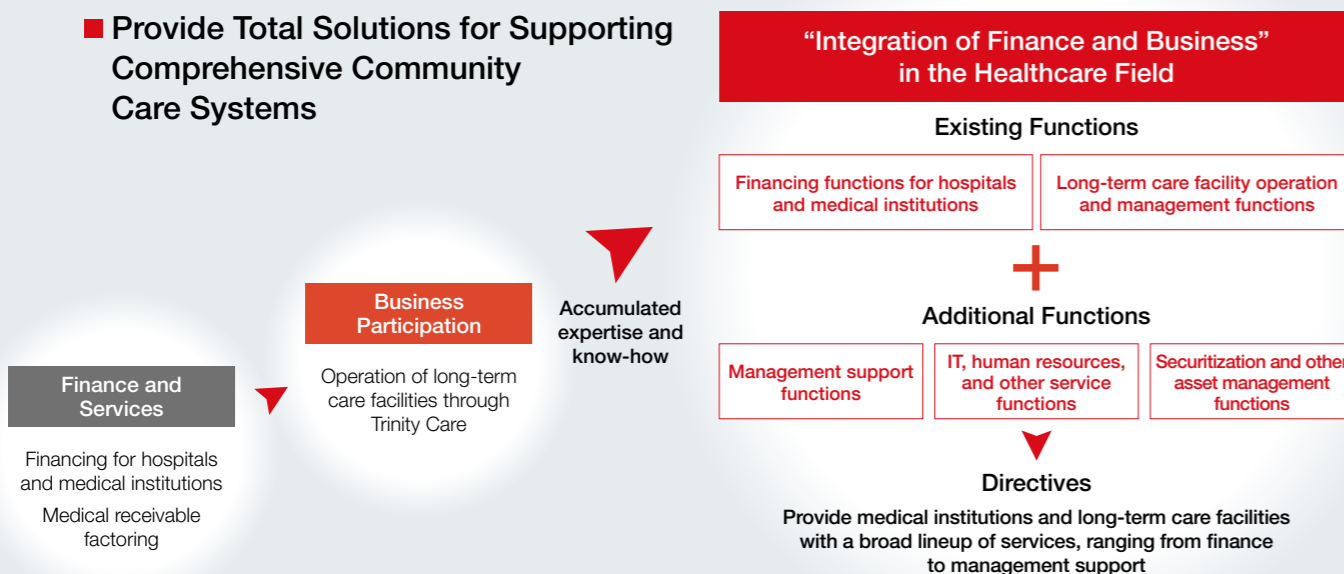 Provide Total Solutions for Supporting
Comprehensive Community
Care Systems
Finance and
Services
Financing for hospitals
and medical institutions
Medical receivable
factoring
Business
Participation
Operation of long-term
care facilities through
Trinity Care
Accumulated
expertise and
know-how
“Integration of Finance and Business”
in the Healthcare Field
Existing Functions
Financing functions for hospitals
and medical institutions
Long-term care facility operation
and management functions
+
Additional Functions
Management support
functions
IT, human resources,
and other service
functions
Securitization and other
asset management
functions
Directives
Provide medical institutions and long-term care facilities
with a broad lineup of services, ranging from finance
to management support